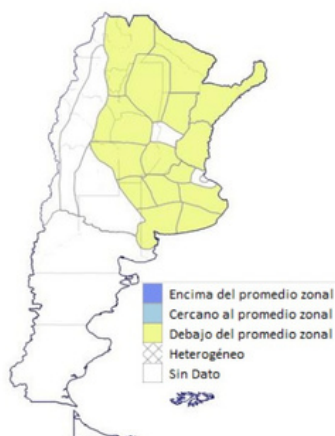 Encima del promedio zonal
Cercano al promedio zonal
Debajo del promedio zonal
Heterogéneo
Sin Dato